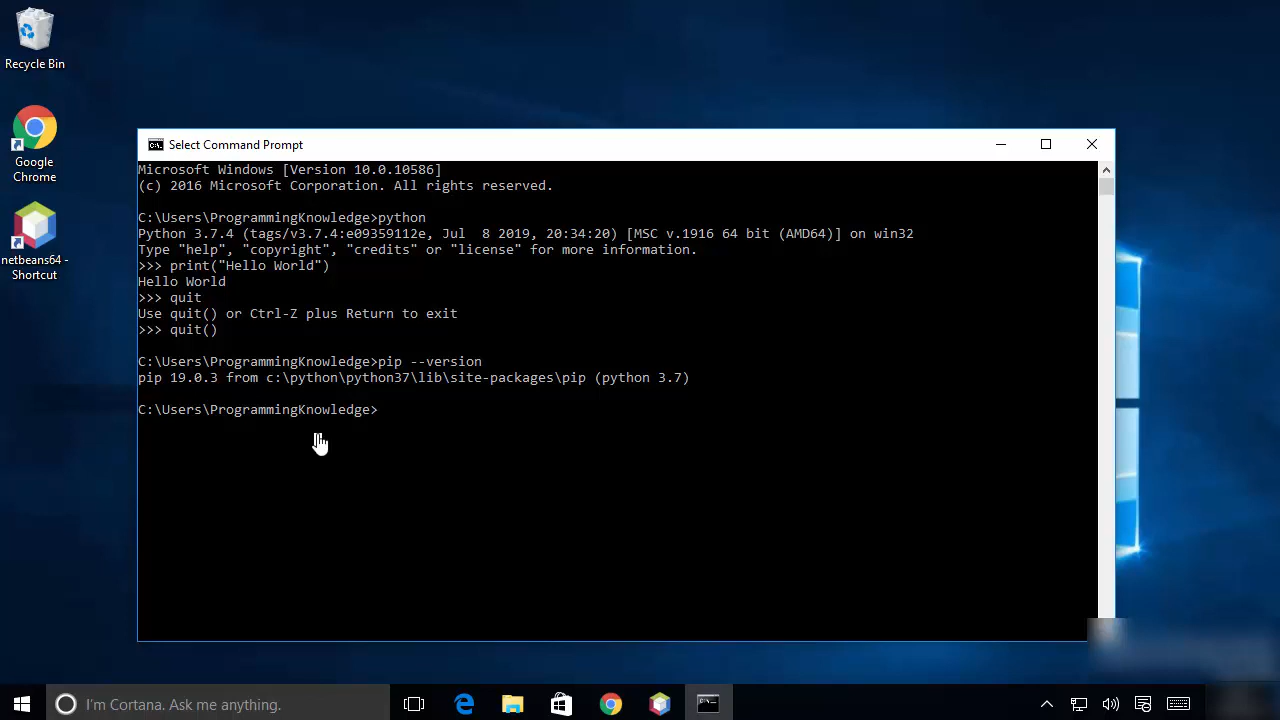 Recycle Bin
Google
Chrome
netbeans64 -
Shortcut
Select Command Prompt
Microsoft Windows [Version 10.0.10586]
(c) 2016 Microsoft Corporation. All rights reserved.
C:\Users\ProgrammingKnowledge>python
Python 3.7.4 (tags/v3.7.4:e09359112e, Jul  8 2019, 20:34:20) [MSC v.1916 64 bit (AMD64)] on win32
Type "help", "copyright", "credits" or "license" for more information.
>>> print("Hello World")
Hello World
>>> quit
Use quit() or Ctrl-Z plus Return to exit
>>> quit()
C:\Users\ProgrammingKnowledge>pip --version
pip 19.0.3 from c:\python\python37\lib\site-packages\pip (python 3.7)
C:\Users\ProgrammingKnowledge>
I'm Cortana. Ask me anything.